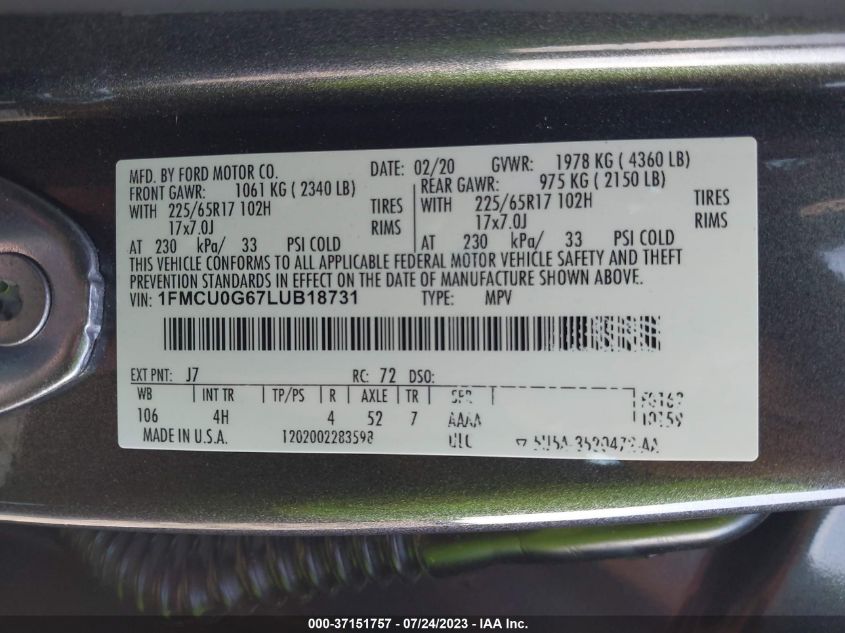 MFD. BY FORD MOTOR CO. DATE: 02/20 GVWR: 1978 KG ( 4360 LB)
FRONT GAWR: 1061 KG ( 2340 LB) REAR GAWR: 975 KG ( 2150 LB)
WITH 225/65R17 102H TIRES WITH 225/65R17 102H TIRES
17x7.0J RIMS 17x7.0J RIMS
AT 230 kPa/ 33 PSI COLD AT 230 kPa/ 33 PSI COLD
THIS VEHICLE CONFORMS TO ALL APPLICABLE FEDERAL MOTOR VEHICLE SAFETY AND THEFT
PREVENTION STANDARDS IN EFFECT ON THE DATE OF MANUFACTURE SHOWN ABOVE.
VIN: 1FMCU0G67LUB18731 TYPE: MPV
EXT PNT: J7 RC: 72 DSO:
WB INT TR TP/PS R AXLE TR SPR
106 4H 4 52 7 AAAA
MADE IN U.S.A. 1202002283598
000-37151757 / 07/24/2023 - IAA Inc.